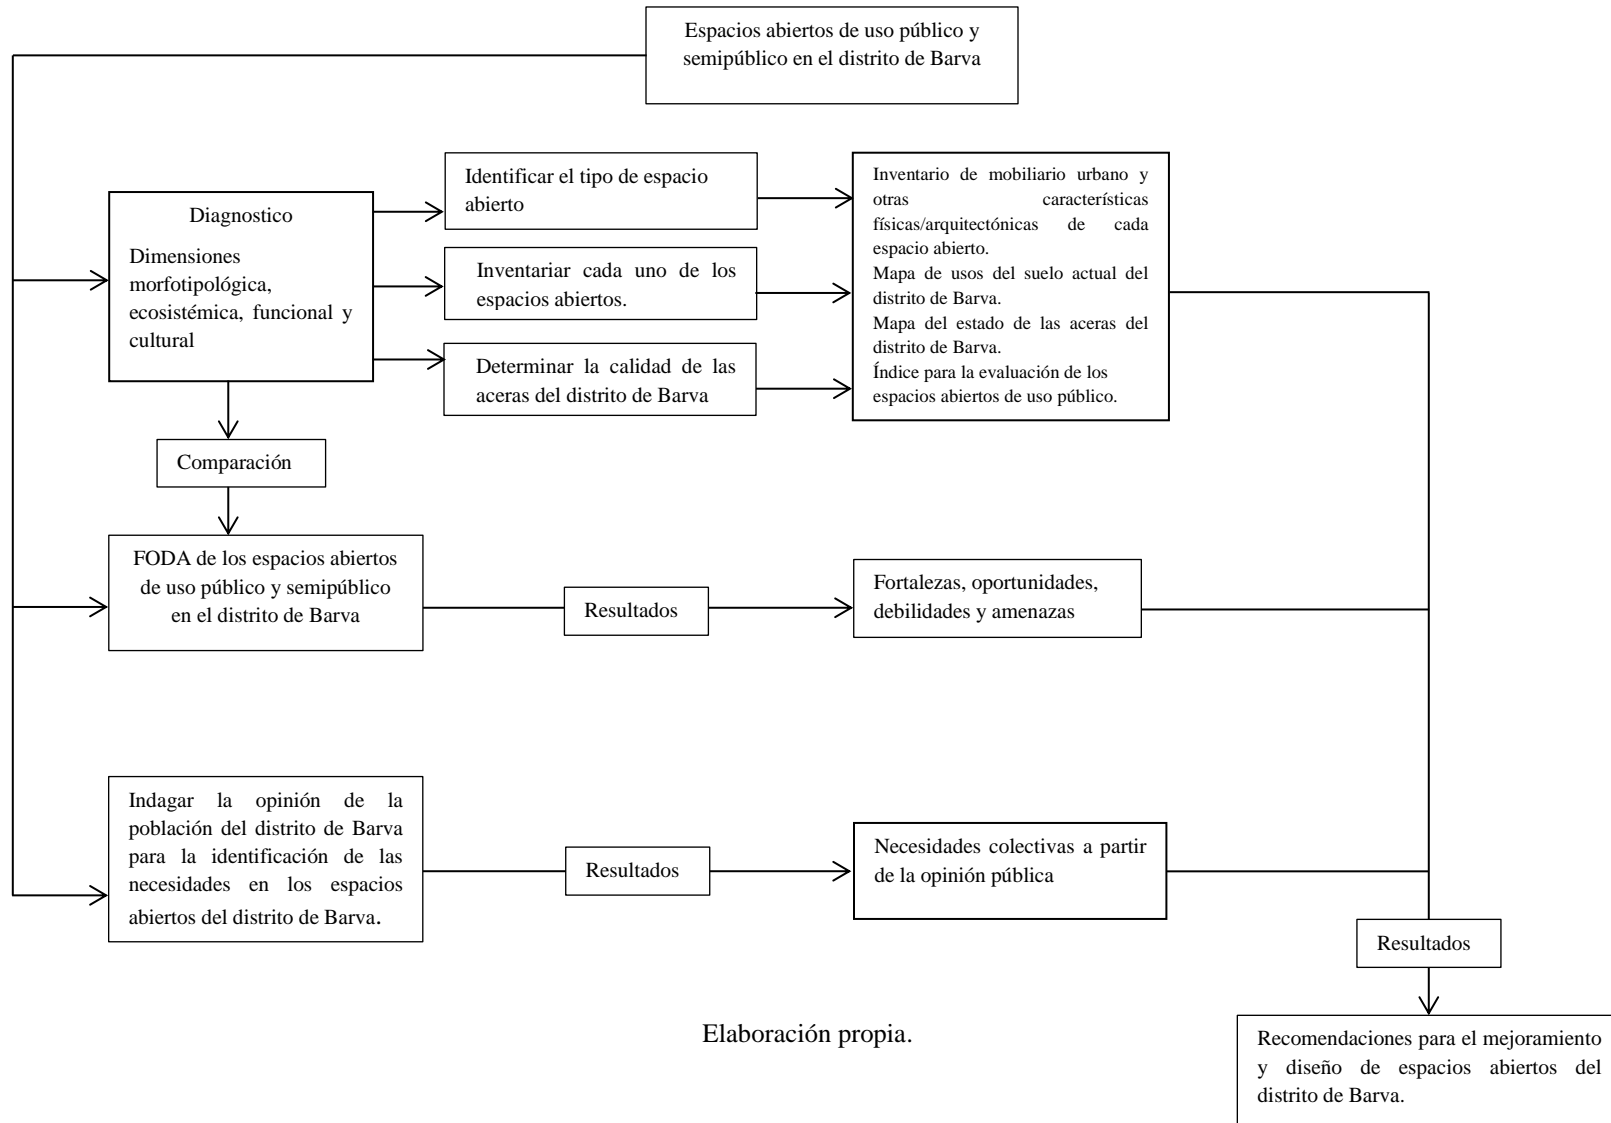 Espacios abiertos de uso público y
semipúblico en el distrito de Barva
Identificar el tipo de espacio
abierto
Inventario de mobiliario urbano y
otras características
físicas/arquitectónicas de cada
espacio abierto.
Mapa de usos del suelo actual del
distrito de Barva.
Mapa del estado de las aceras del
distrito de Barva.
Índice para la evaluación de los
espacios abiertos de uso público.
Diagnostico
Dimensiones
morfotipológica,
ecosistémica, funcional y
cultural
Inventariar cada uno de los
espacios abiertos.
Determinar la calidad de las
aceras del distrito de Barva
Comparación
FODA de los espacios abiertos
de uso público y semipúblico
en el distrito de Barva
Resultados
Fortalezas, oportunidades,
debilidades y amenazas
Indagar la opinión de la
población del distrito de Barva
para la identificación de las
necesidades en los espacios
abiertos del distrito de Barva.
Resultados
Necesidades colectivas a partir
de la opinión pública
Resultados
Elaboración propia.
Recomendaciones para el mejoramiento
y diseño de espacios abiertos del
distrito de Barva.